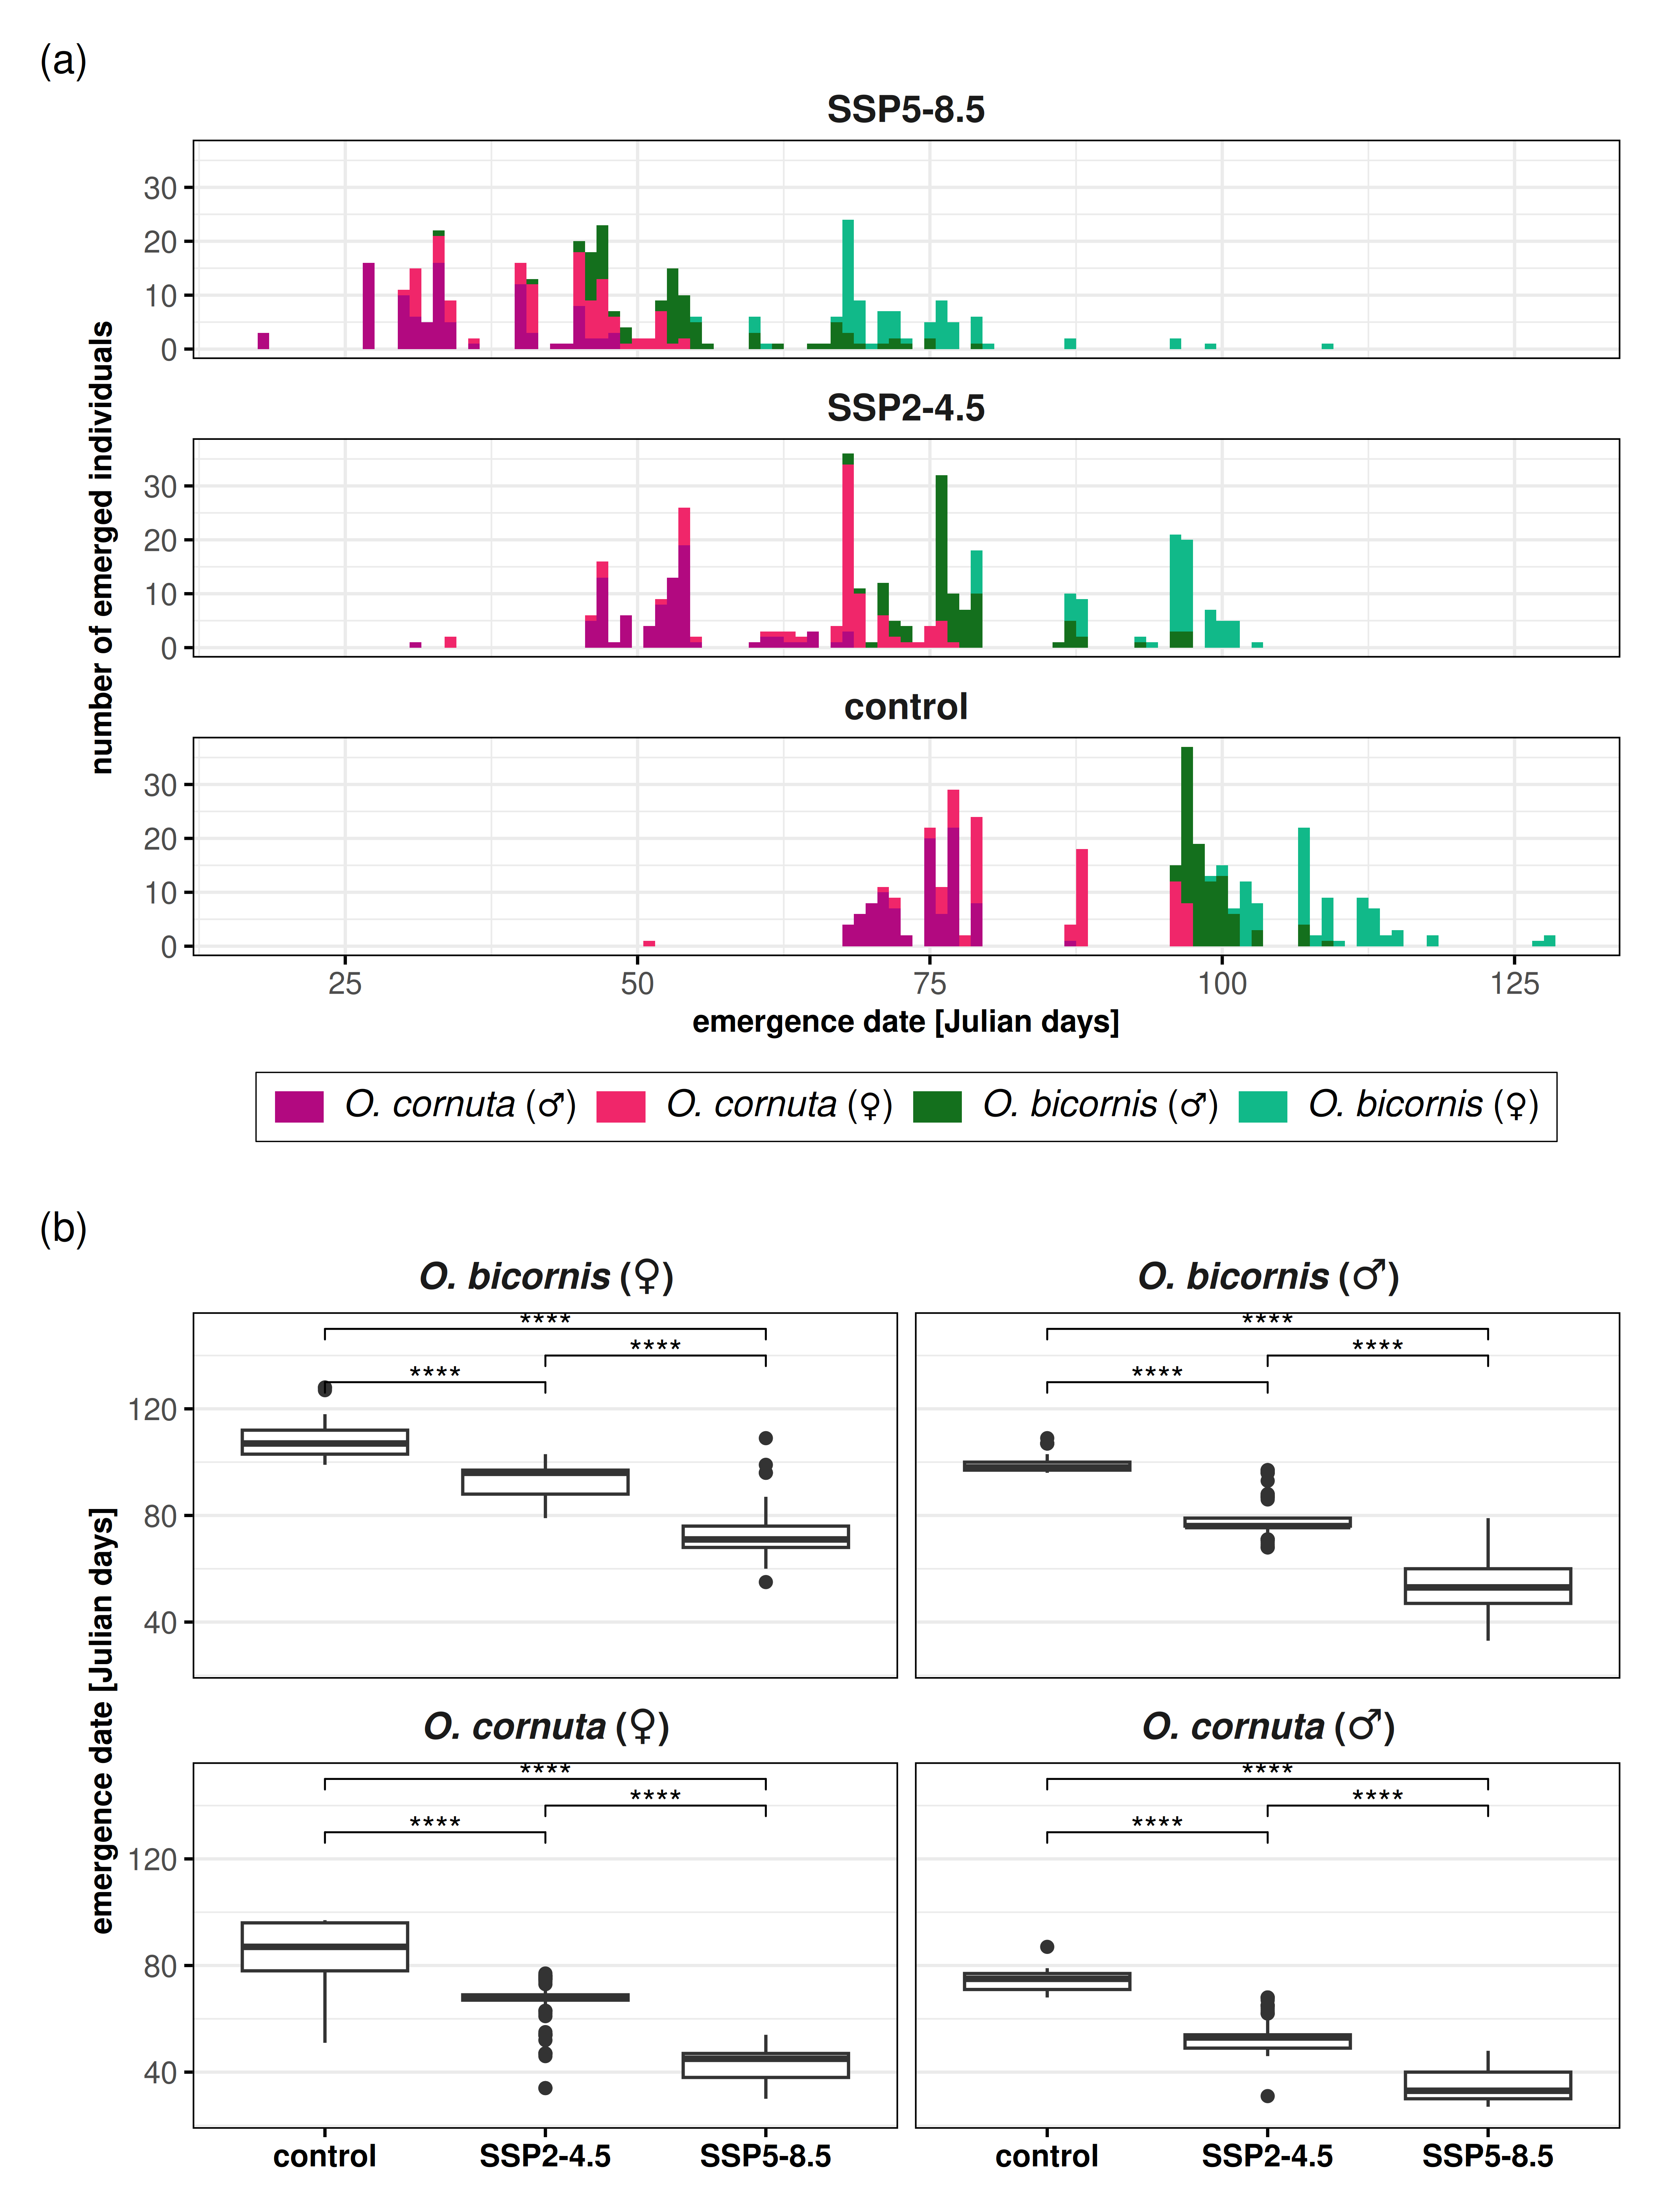 (a)
SSP5-8.5
30
20
10
0
SSP2-4.5
30
20
10
0
control
30
20
10
0
number of emerged individuals
25 50 75 100 125
emergence date [Julian days]
O. cornuta (♂) O. cornuta (♀) O. bicornis (♂) O. bicornis (♀)
(b)
O. bicornis (♀) O. bicornis (♂)
**** ****
**** ****
**** ****
120
80
40
O. cornuta (♀) O. cornuta (♂)
**** ****
**** ****
**** ****
120
80
40
emergence date [Julian days]
control SSP2-4.5 SSP5-8.5 control SSP2-4.5 SSP5-8.5